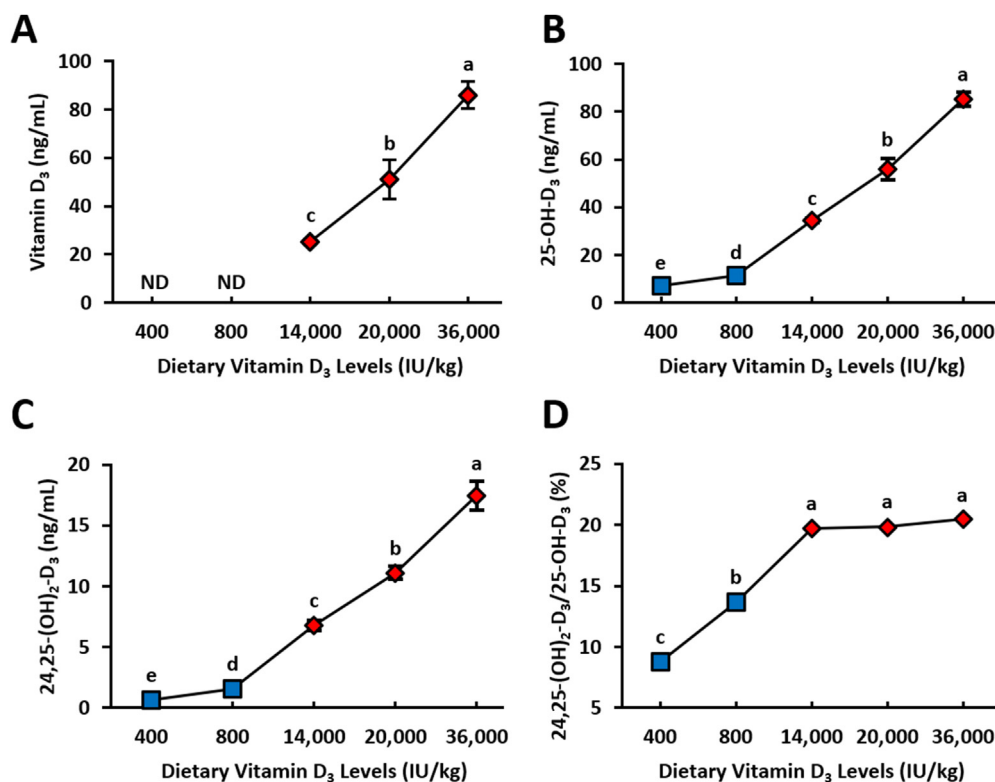 A
Vitamin D₃ (ng/mL)
100
80
60
40
20
0
ND
ND
c
b
a
400
800
14,000
20,000
36,000
Dietary Vitamin D₃ Levels (IU/kg)
B
25-OH-D₃ (ng/mL)
100
80
60
40
20
0
e
d
c
b
a
400
800
14,000
20,000
36,000
Dietary Vitamin D₃ Levels (IU/kg)
C
24,25-(OH)₂-D₃ (ng/mL)
20
15
10
5
0
e
d
c
b
a
400
800
14,000
20,000
36,000
Dietary Vitamin D₃ Levels (IU/kg)
D
24,25-(OH)₂-D₃/25-OH-D₃ (%)
25
20
15
10
5
c
b
a
a
a
400
800
14,000
20,000
36,000
Dietary Vitamin D₃ Levels (IU/kg)